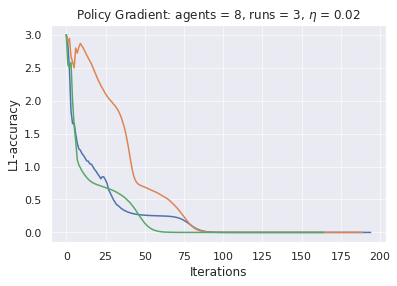 Policy Gradient: agents = 8, runs = 3, η = 0.02
L1-accuracy
3.0
2.5
2.0
1.5
1.0
0.5
0.0
0 25 50 75 100 125 150 175 200
Iterations